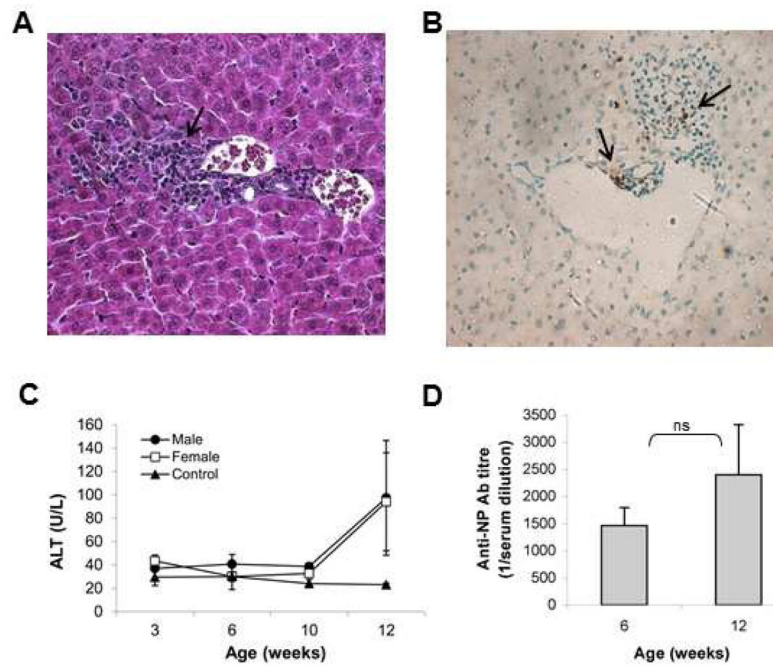 A
B
C
160
140
120
100
80
60
40
20
0
ALT (U/L)
Male
Female
Control
3 6 10 12
Age (weeks)
D
3500
3000
2500
2000
1500
1000
500
0
Anti-NP Ab titre
(1/serum dilution)
ns
6 12
Age (weeks)